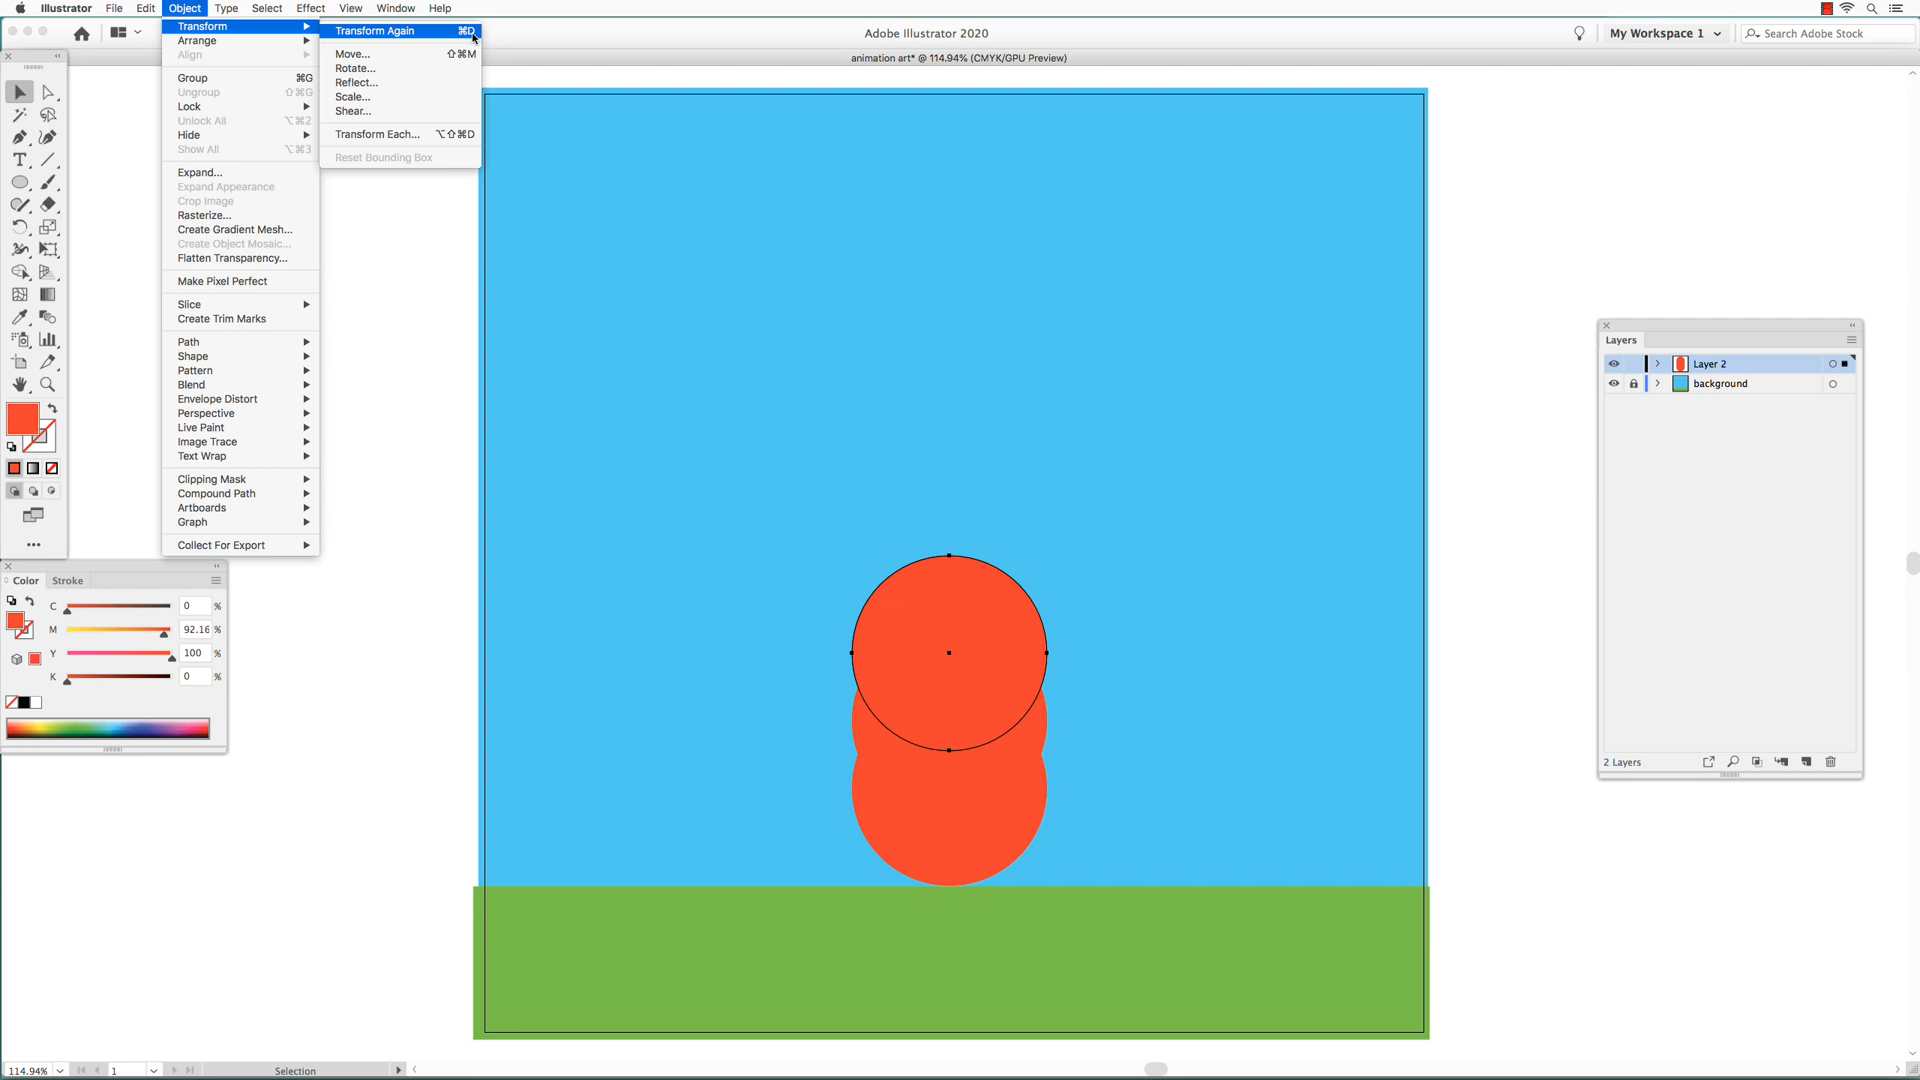 Illustrator File Edit Object Type Select Effect View Window Help
Adobe Illustrator 2020
My Workspace 1
Search Adobe Stock
animation art* @ 114.94% (CMYK/GPU Preview)
Transform
Arrange
Align
Group ⌘G
Ungroup ⇧⌘G
Lock
Unlock All ⌥⌘2
Hide
Show All ⌥⌘3
Expand...
Expand Appearance
Crop Image
Rasterize...
Create Gradient Mesh...
Create Object Mosaic...
Flatten Transparency...
Make Pixel Perfect
Slice
Create Trim Marks
Path
Shape
Pattern
Blend
Envelope Distort
Perspective
Live Paint
Image Trace
Text Wrap
Clipping Mask
Compound Path
Artboards
Graph
Collect For Export
Transform Again ⌘D
Move... ⇧⌘M
Rotate...
Reflect...
Scale...
Shear...
Transform Each... ⌥⇧⌘D
Reset Bounding Box
Color Stroke
C 0 %
M 92.16 %
Y 100 %
K 0 %
Layers
Layer 2
background
2 Layers
114.94% 1 Selection